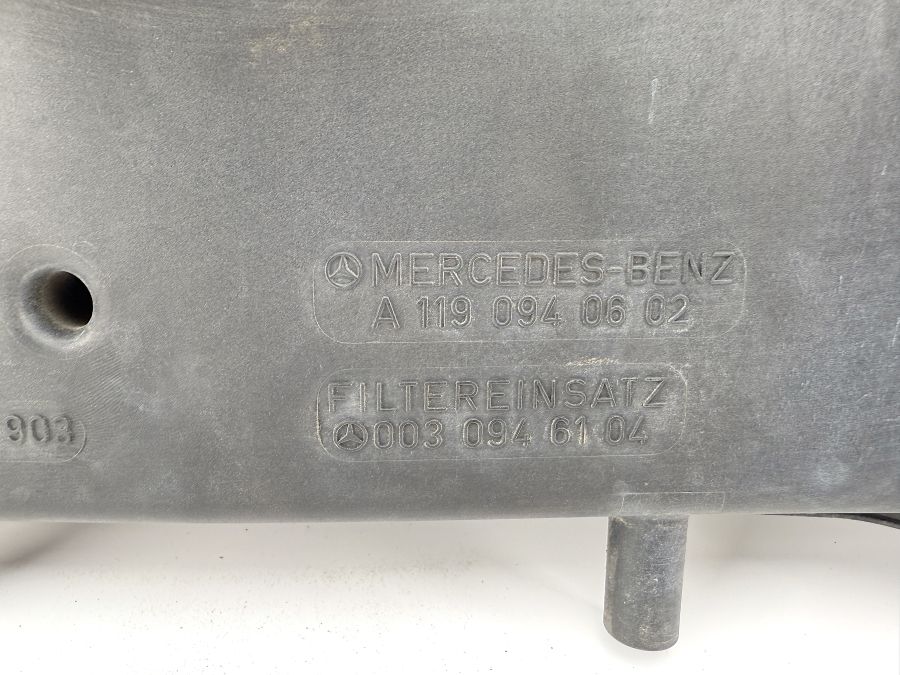 MERCEDES-BENZ
A 119 094 06 02
FILTEREINSATZ
003 094 61 04
903